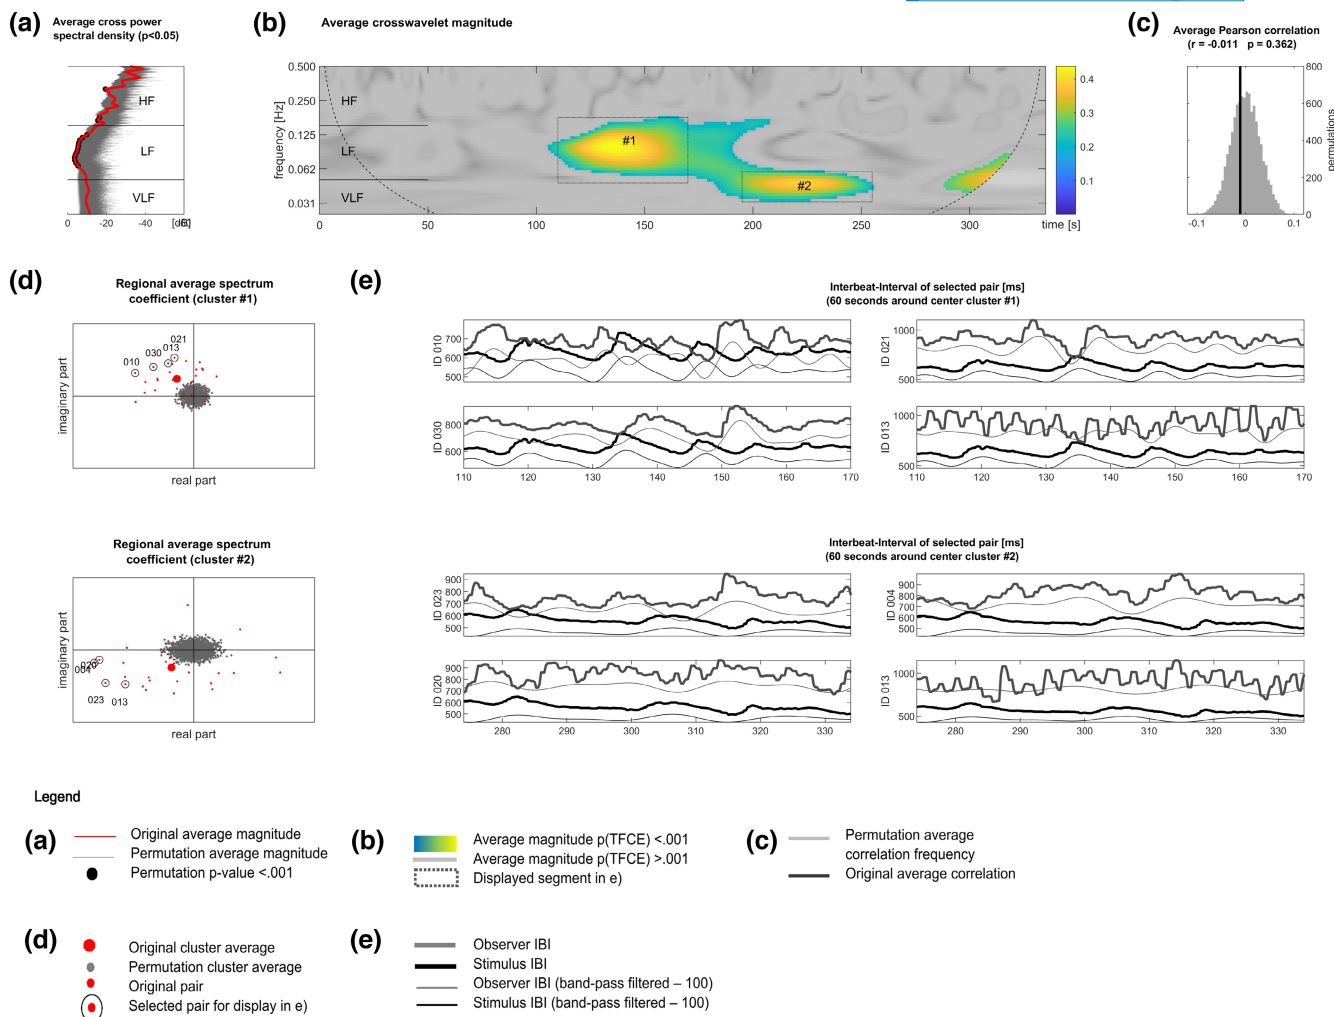 (a)
Average cross power
spectral density (p<0.05)
HF
LF
VLF
0
-20
-40
(b)
Average crosswavelet magnitude
frequency [Hz]
0.500
0.250
0.125
0.062
0.031
HF
LF
VLF
#1
#2
0
50
100
150
200
250
300
time [s]
0.4
0.3
0.2
0.1
(c)
Average Pearson correlation
(r = -0.011 p = 0.362)
800
600
400
200
0
permutations
-0.1
0
0.1
(d)
Regional average spectrum
coefficient (cluster #1)
imaginary part
021
013
030
010
real part
Regional average spectrum
coefficient (cluster #2)
imaginary part
004
023
013
real part
(e)
Interbeat-Interval of selected pair [ms]
(60 seconds around center cluster #1)
ID 010
700
600
500
ID 021
1000
500
ID 030
800
600
110
120
130
140
150
160
170
ID 013
1000
500
110
120
130
140
150
160
170
Interbeat-Interval of selected pair [ms]
(60 seconds around center cluster #2)
ID 023
900
800
700
600
500
ID 004
900
800
700
600
500
ID 020
900
800
700
600
500
280
290
300
310
320
330
ID 013
1000
500
280
290
300
310
320
330
Legend
(a)
Original average magnitude
Permutation average magnitude
Permutation p-value <.001
(b)
Average magnitude p(TFCE) <.001
Average magnitude p(TFCE) >.001
Displayed segment in e)
(c)
Permutation average
correlation frequency
Original average correlation
(d)
Original cluster average
Permutation cluster average
Original pair
Selected pair for display in e)
(e)
Observer IBI
Stimulus IBI
Observer IBI (band-pass filtered – 100)
Stimulus IBI (band-pass filtered – 100)